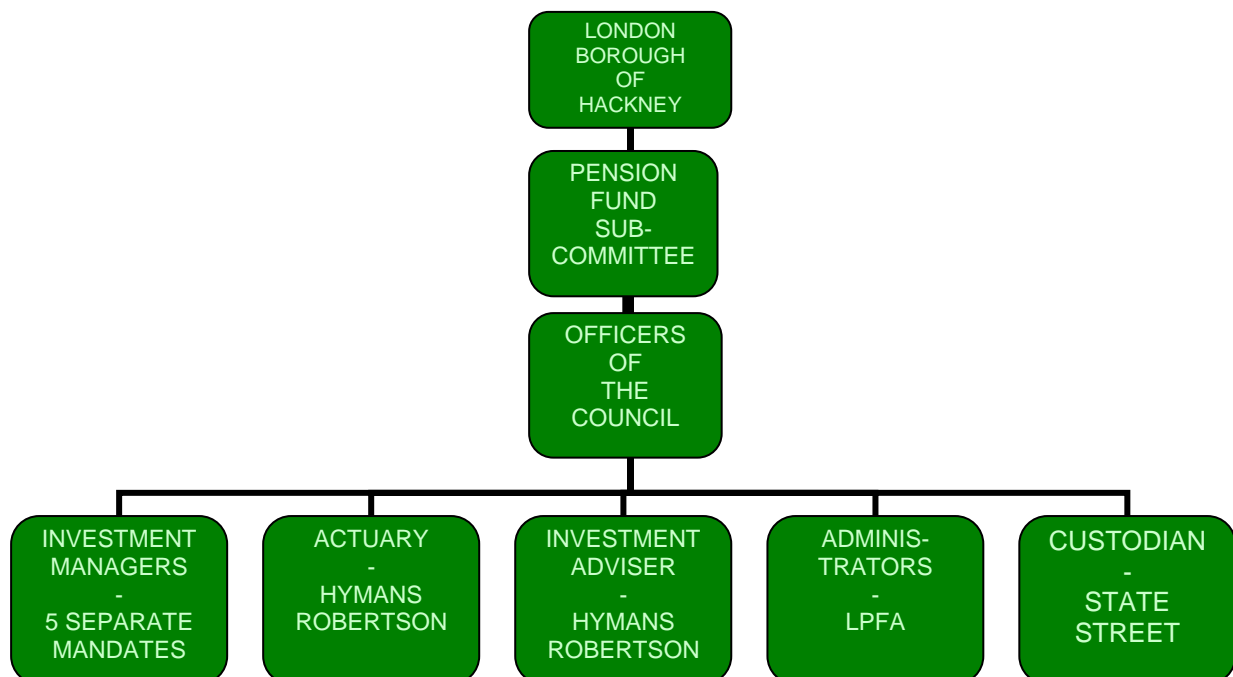 LONDON
BOROUGH
OF
HACKNEY
PENSION
FUND
SUB-
COMMITTEE
OFFICERS
OF
THE
COUNCIL
INVESTMENT
MANAGERS
-
5 SEPARATE
MANDATES
ACTUARY
-
HYMANS
ROBERTSON
INVESTMENT
ADVISER
-
HYMANS
ROBERTSON
ADMINIS-
TRATORS
-
LPFA
CUSTODIAN
-
STATE
STREET